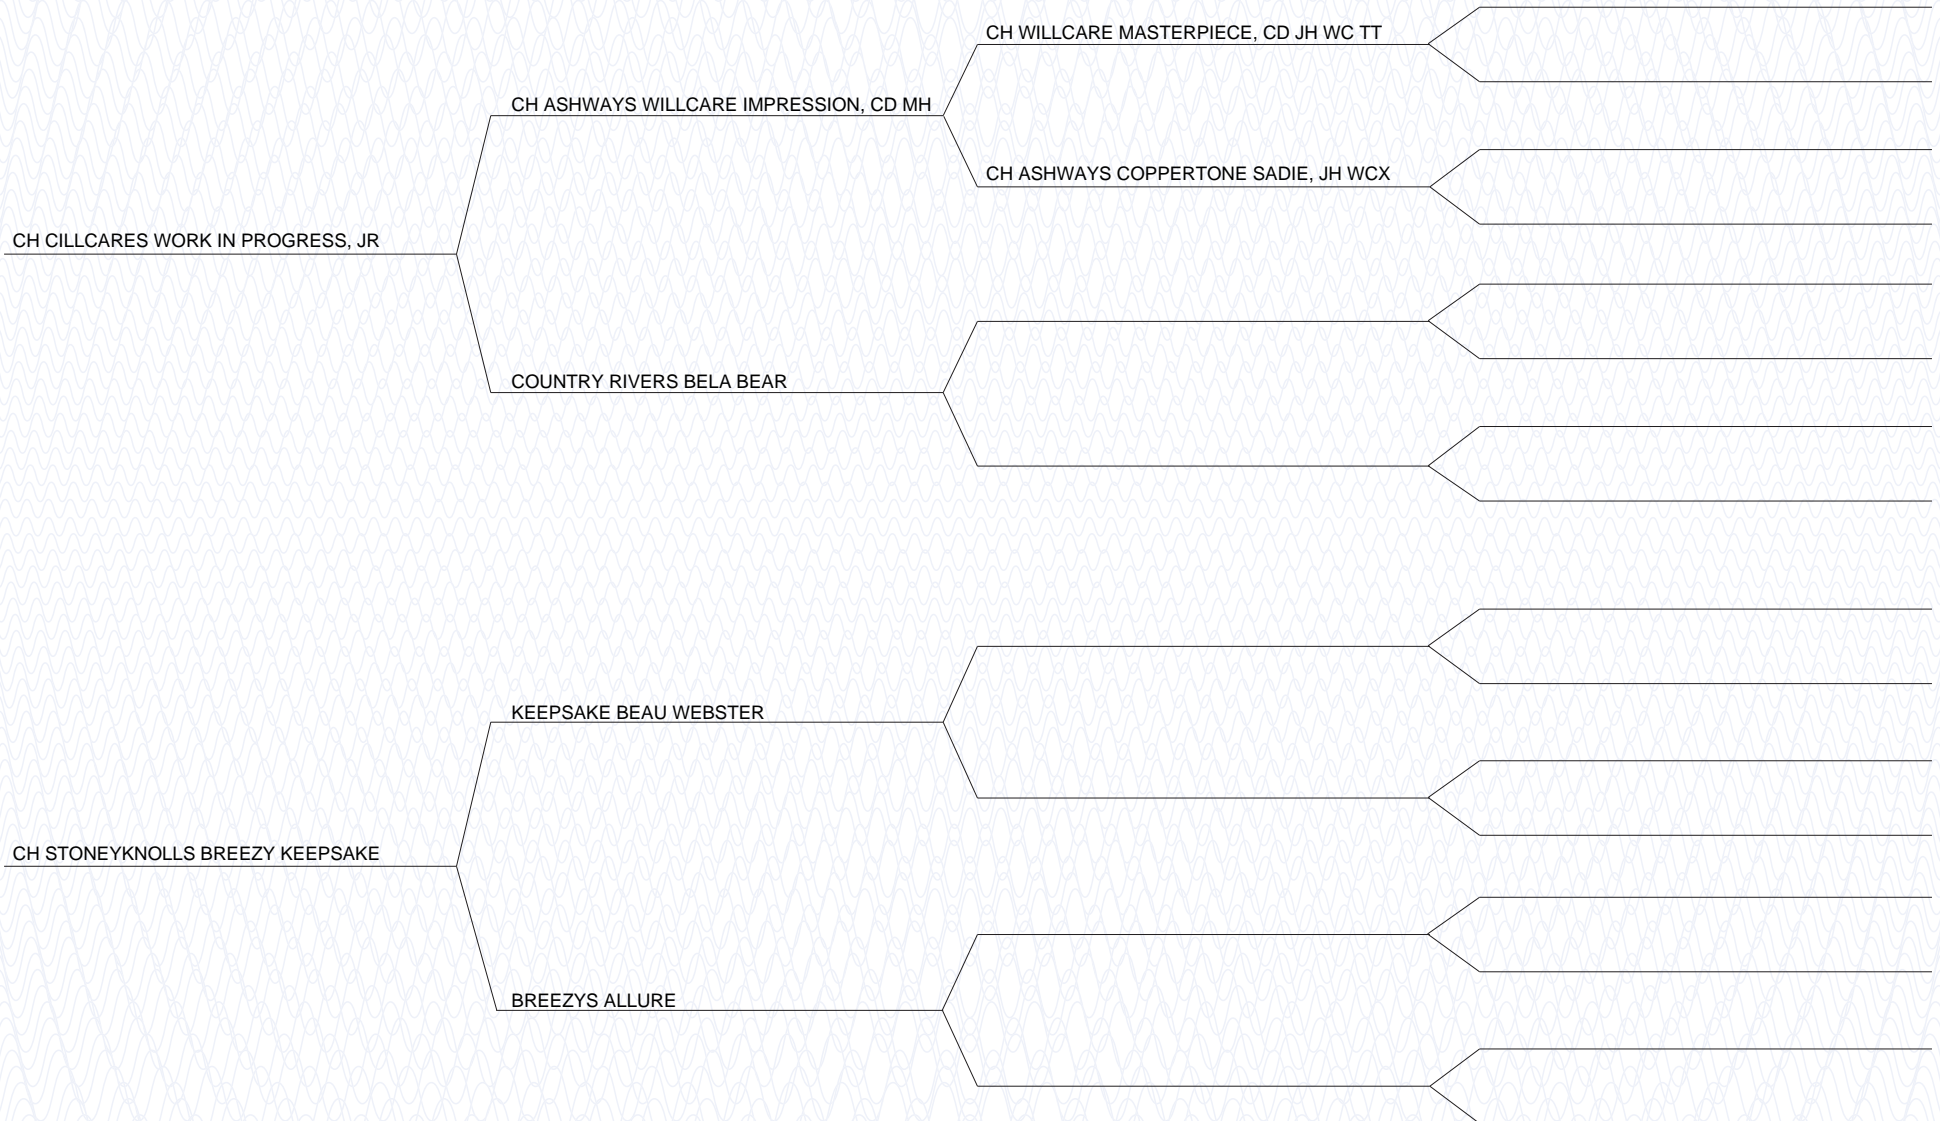 CH WILLCARE MASTERPIECE, CD JH WC TT
CH ASHWAYS WILLCARE IMPRESSION, CD MH
CH ASHWAYS COPPERTONE SADIE, JH WCX
CH CILLCARES WORK IN PROGRESS, JR
COUNTRY RIVERS BELA BEAR
KEEPSAKE BEAU WEBSTER
CH STONEYKNOLLS BREEZY KEEPSAKE
BREEZYS ALLURE